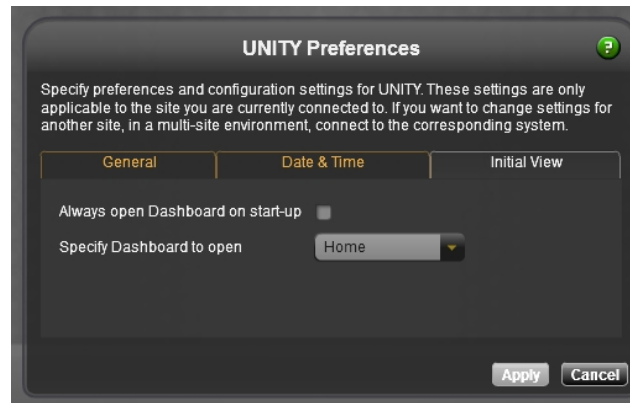 UNITY Preferences
?
Specify preferences and configuration settings for UNITY. These settings are only
applicable to the site you are currently connected to. If you want to change settings for
another site, in a multi-site environment, connect to the corresponding system.
General Date & Time Initial View
Always open Dashboard on start-up
Specify Dashboard to open Home
Apply Cancel